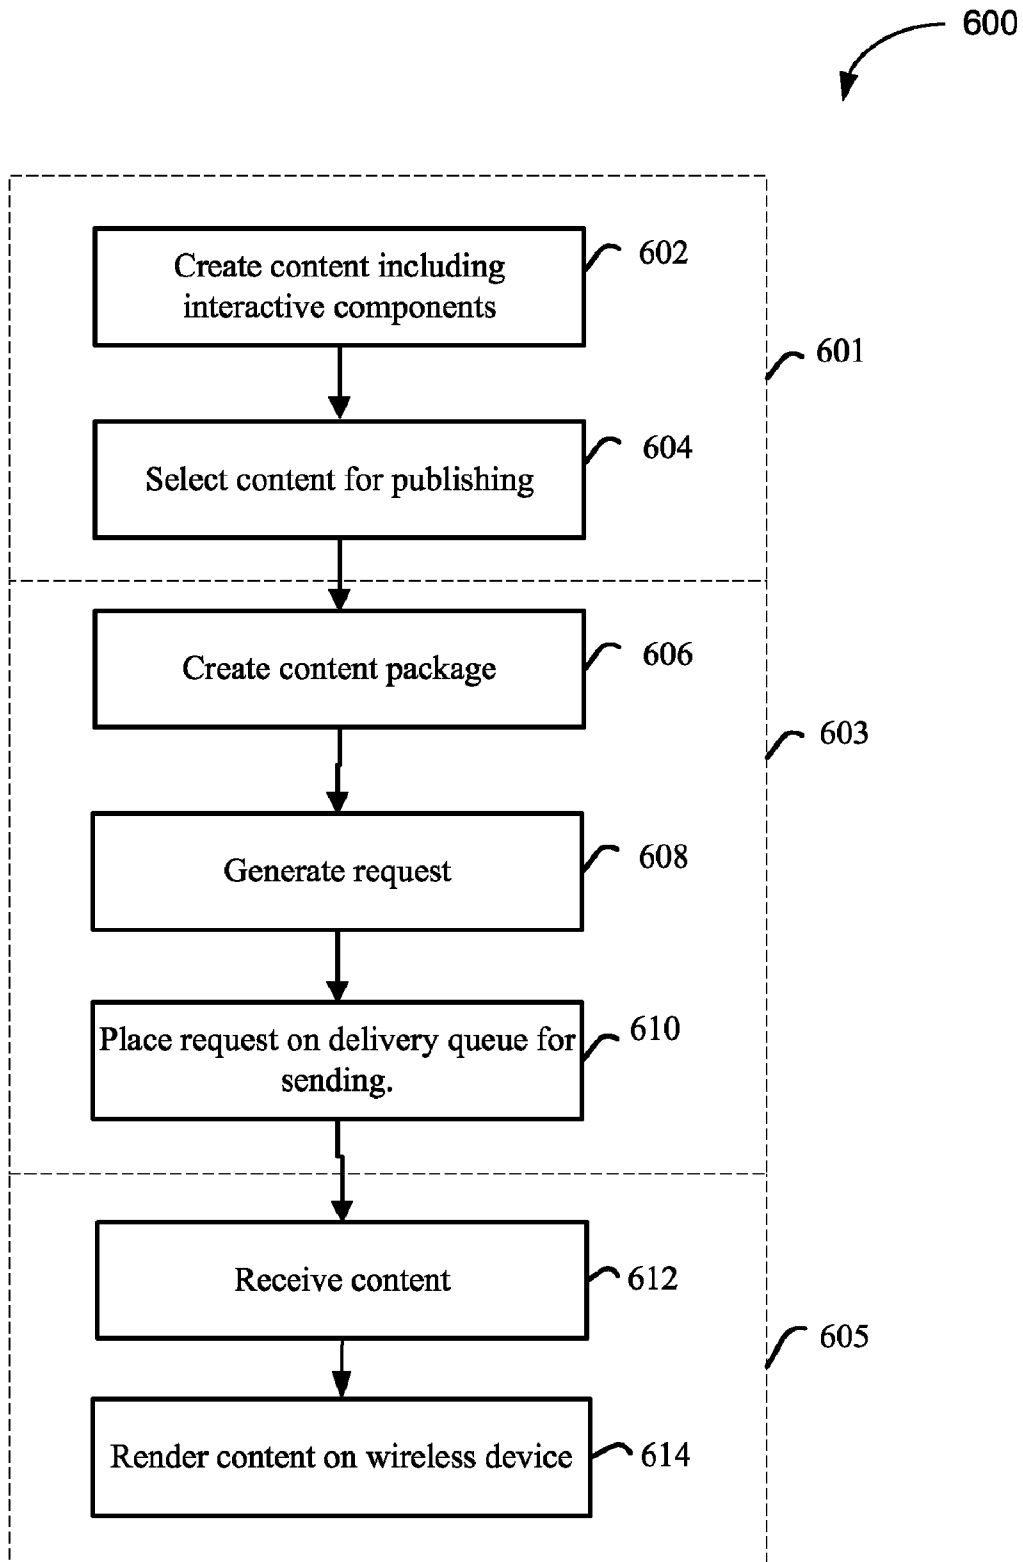 600
Create content including
interactive components
602
601
Select content for publishing
604
Create content package
606
603
Generate request
608
Place request on delivery queue for
sending.
610
Receive content
612
605
Render content on wireless device
614